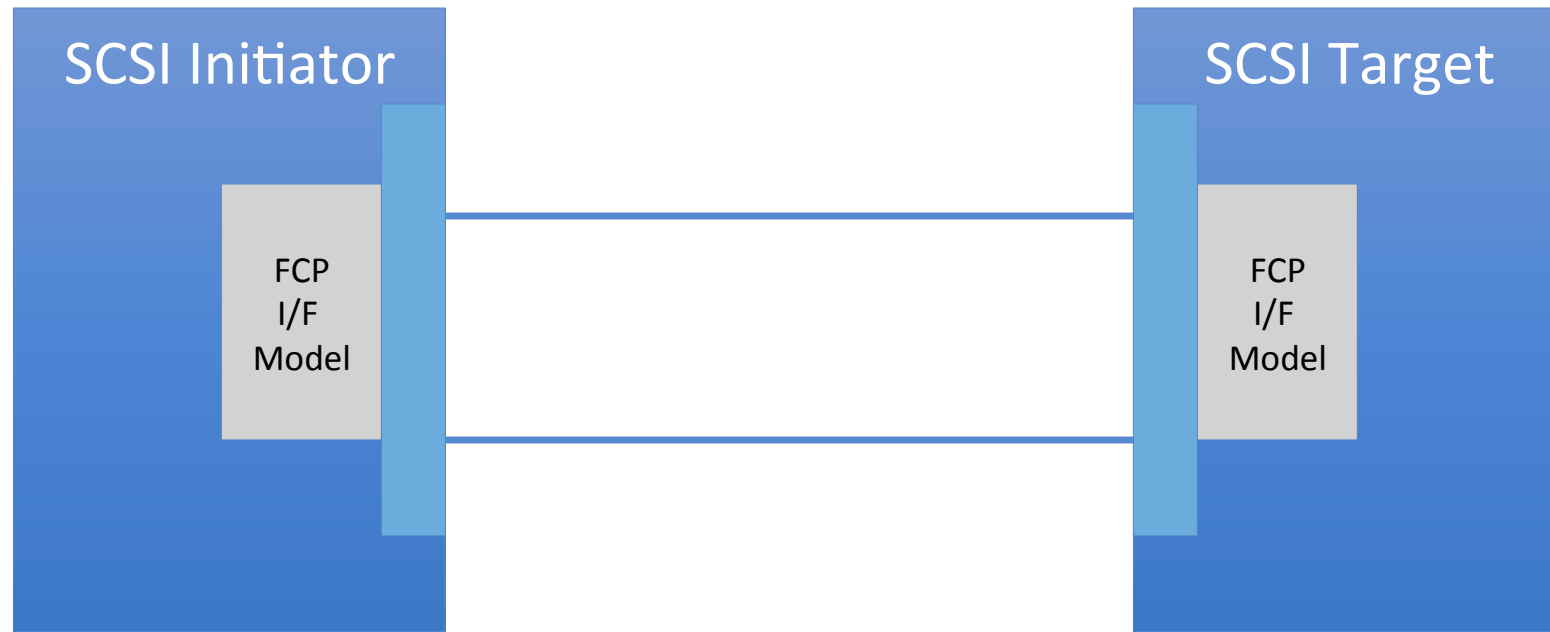 SCSI Initiator
SCSI Target
FCP
I/F
Model
FCP
I/F
Model